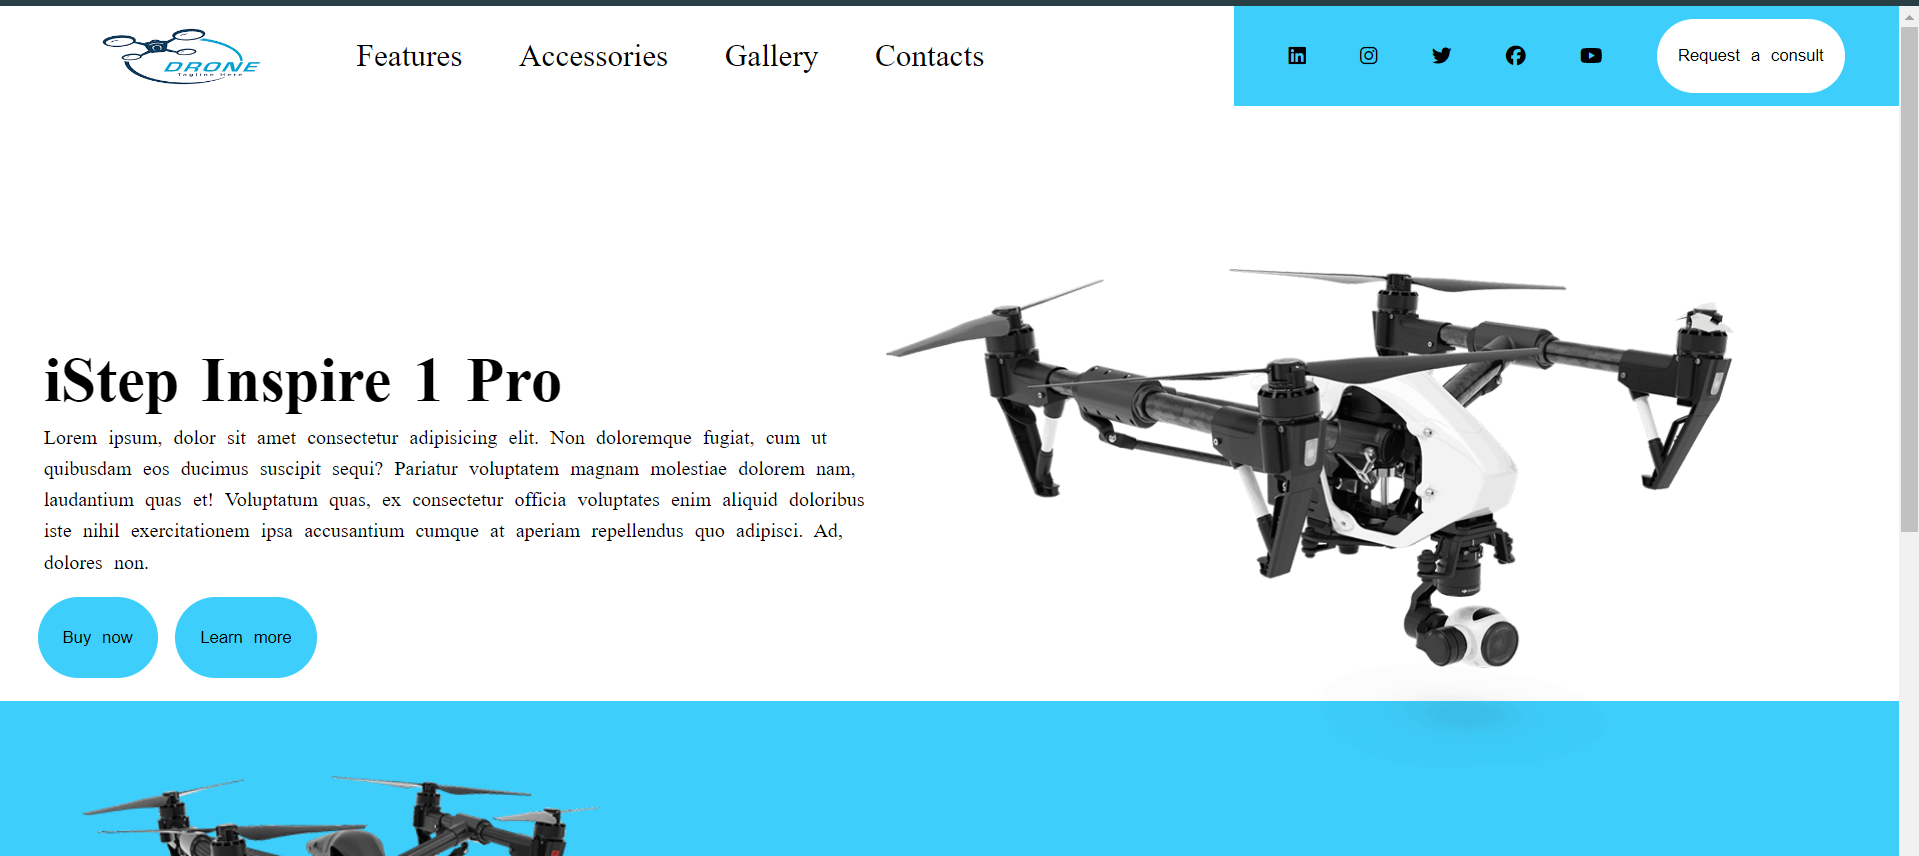 DRONE
Tagline Here
Features Accessories Gallery Contacts
Request a consult
iStep Inspire 1 Pro
Lorem ipsum, dolor sit amet consectetur adipisicing elit. Non doloremque fugiat, cum ut
quibusdam eos ducimus suscipit sequi? Pariatur voluptatem magnam molestiae dolorem nam,
laudantium quas et! Voluptatum quas, ex consectetur officia voluptates enim aliquid doloribus
iste nihil exercitationem ipsa accusantium cumque at aperiam repellendus quo adipisci. Ad,
dolores non.
Buy now Learn more